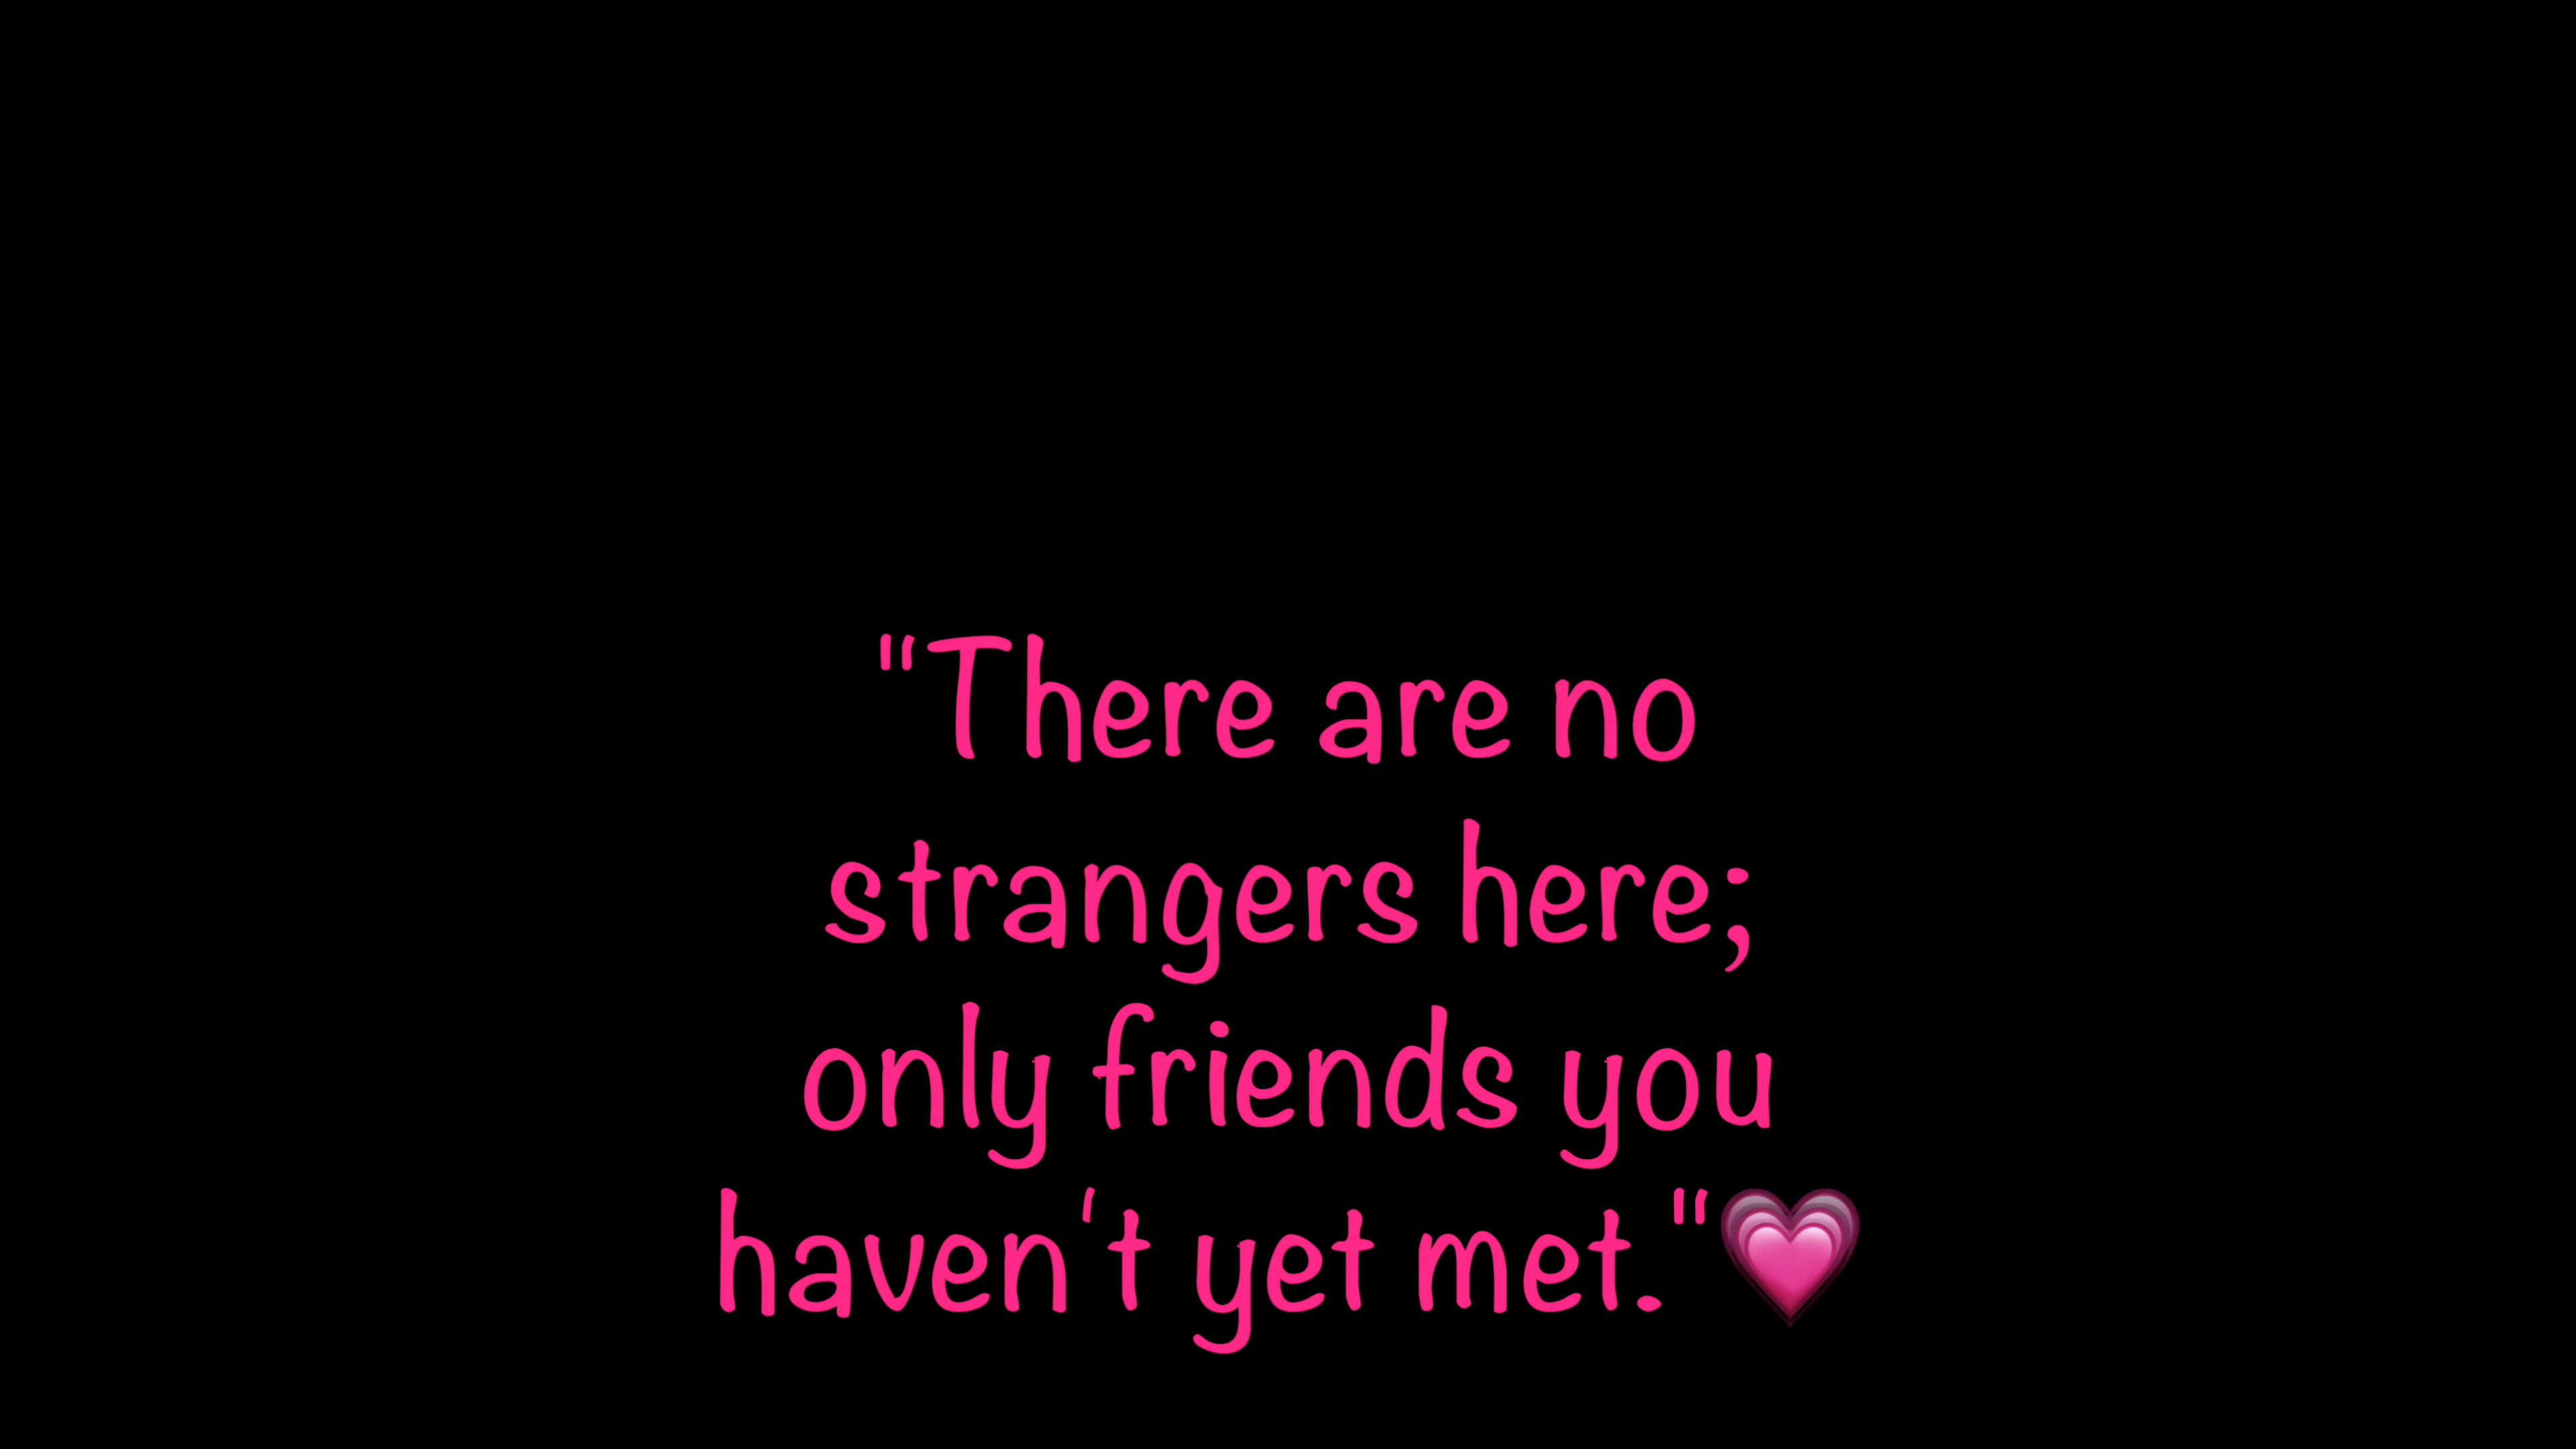 "There are no
strangers here;
only friends you
haven't yet met."💗